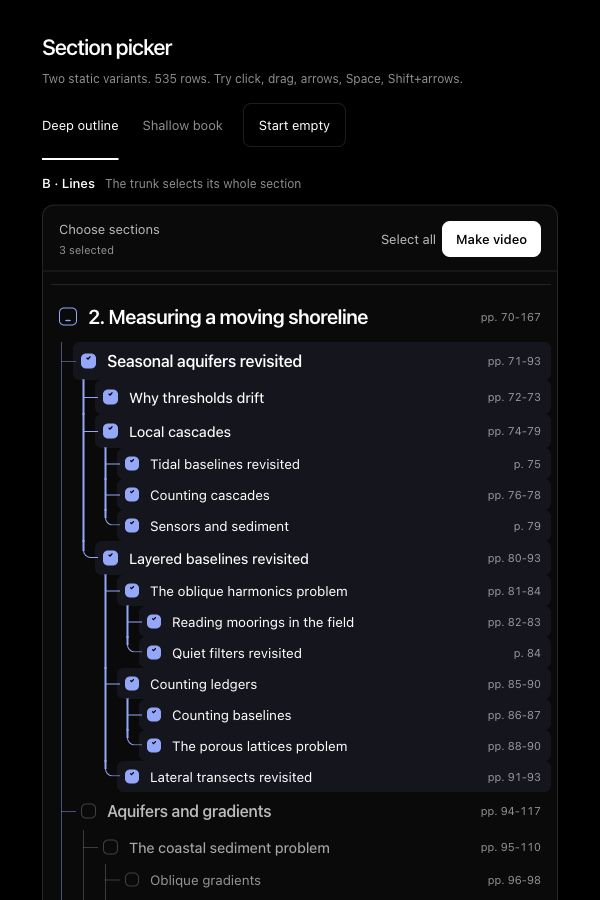 Section picker
Two static variants. 535 rows. Try click, drag, arrows, Space, Shift+arrows.
Deep outline Shallow book Start empty
B · Lines The trunk selects its whole section
Choose sections
3 selected
Select all Make video
2. Measuring a moving shoreline pp. 70-167
Seasonal aquifers revisited pp. 71-93
Why thresholds drift pp. 72-73
Local cascades pp. 74-79
Tidal baselines revisited p. 75
Counting cascades pp. 76-78
Sensors and sediment p. 79
Layered baselines revisited pp. 80-93
The oblique harmonics problem pp. 81-84
Reading moorings in the field pp. 82-83
Quiet filters revisited p. 84
Counting ledgers pp. 85-90
Counting baselines pp. 86-87
The porous lattices problem pp. 88-90
Lateral transects revisited pp. 91-93
Aquifers and gradients pp. 94-117
The coastal sediment problem pp. 95-110
Oblique gradients pp. 96-98